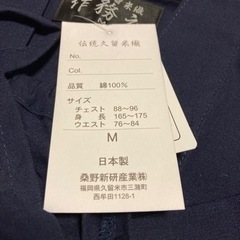 作務衣
伝統久留米織
No.
Col.
品質 綿100%
サイズ
チェスト 88~96
身長 165~175
ウエスト 76~84
M
日本製
桑野新研産業㈱
福岡県久留米市三潴町
西牟田1128-1